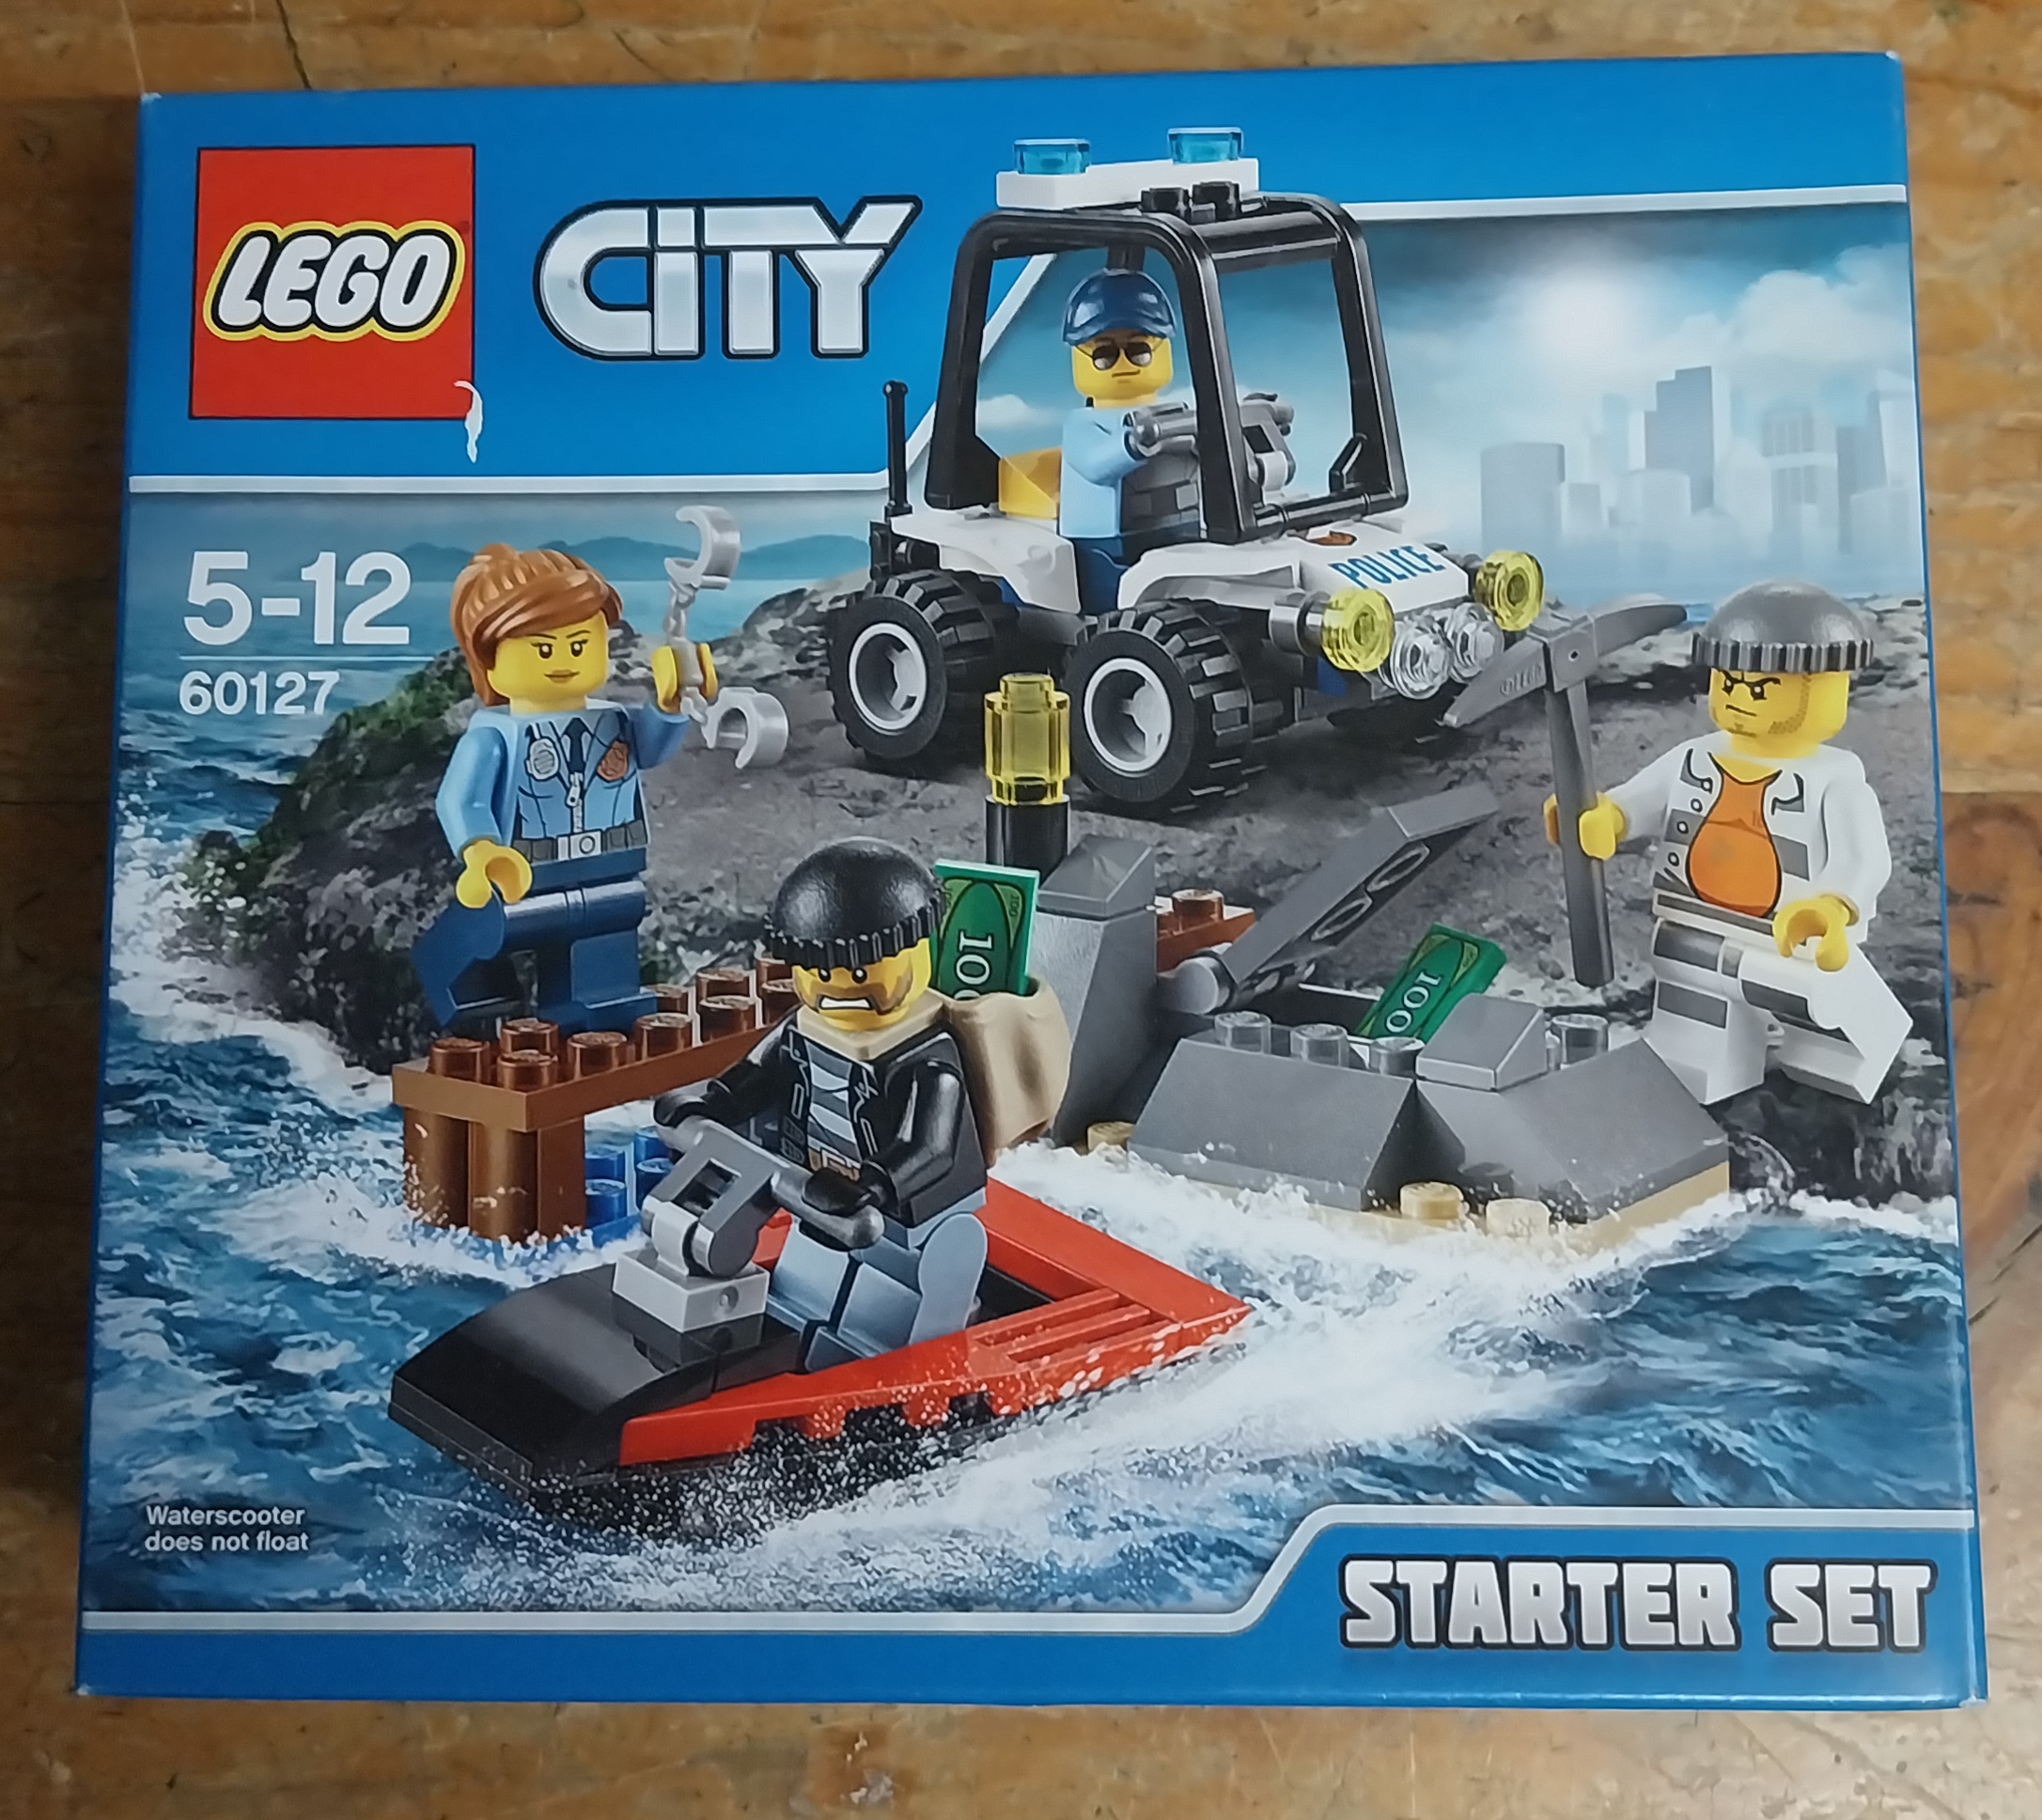 LEGO
CITY
5-12
60127
POLICE
100
100
Waterscooter
does not float
STARTER SET